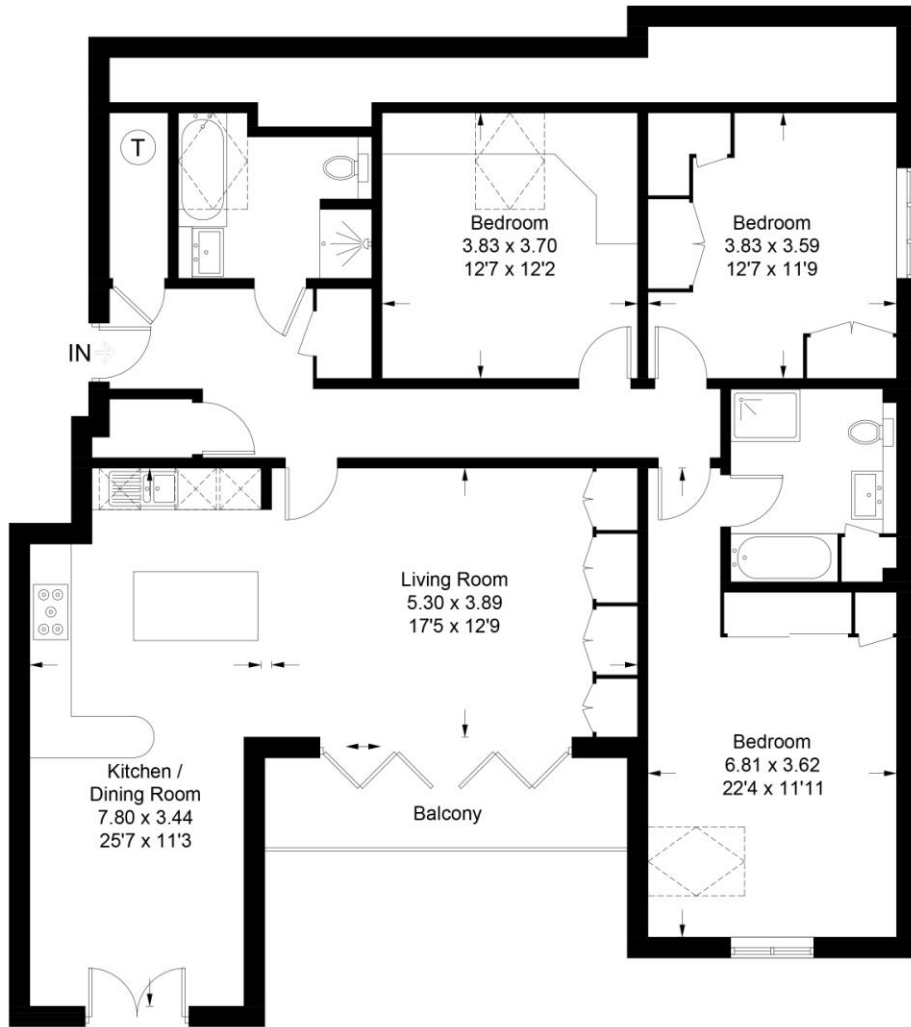 T
Bedroom
3.83 x 3.70
12'7 x 12'2
Bedroom
3.83 x 3.59
12'7 x 11'9
IN
Living Room
5.30 x 3.89
17'5 x 12'9
Kitchen /
Dining Room
7.80 x 3.44
25'7 x 11'3
Balcony
Bedroom
6.81 x 3.62
22'4 x 11'11